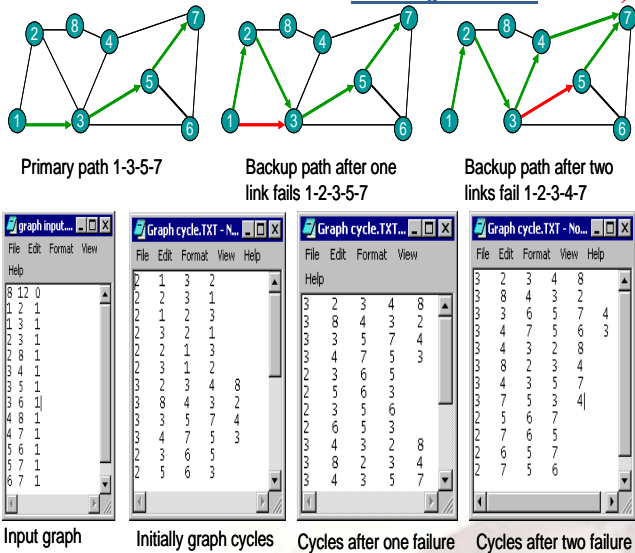 2 8 4 7 5 1 3 6
2 8 4 7 5 1 3 6
2 8 4 7 5 1 3 6
Primary path 1-3-5-7
Backup path after one
link fails 1-2-3-5-7
Backup path after two
links fail 1-2-3-4-7
graph input....
File Edit Format View
Help
8 12 0
1 2 1
1 3 1
2 3 1
2 8 1
3 4 1
3 5 1
3 6 1
4 8 1
4 7 1
5 6 1
5 7 1
6 7 1
Input graph
Graph cycle.TXT - N...
File Edit Format View Help
2 1 3 2
2 2 3 1
2 1 2 3
2 3 2 1
2 2 1 3
2 3 1 2
3 2 3 4 8
3 8 4 3 2
3 3 5 7 4
3 4 7 5 3
2 3 6 5
2 5 6 3
Initially graph cycles
Graph cycle.TXT...
File Edit Format View
Help
3 2 3 4 8
3 8 4 3 2
3 3 5 7 4
3 4 7 5 3
2 3 6 5
2 5 6 3
2 3 5 6
2 6 5 3
3 4 3 2 8
3 8 2 3 4
3 4 3 5 7
Cycles after one failure
Graph cycle.TXT - No...
File Edit Format View Help
3 2 3 4 8
3 8 4 3 2
3 3 6 5 7 4
3 4 7 5 6 3
3 4 3 2 8
3 8 2 3 4
3 4 3 5 7
3 7 5 3 4
2 5 6 7
2 7 6 5
2 6 5 7
2 7 5 6
Cycles after two failure